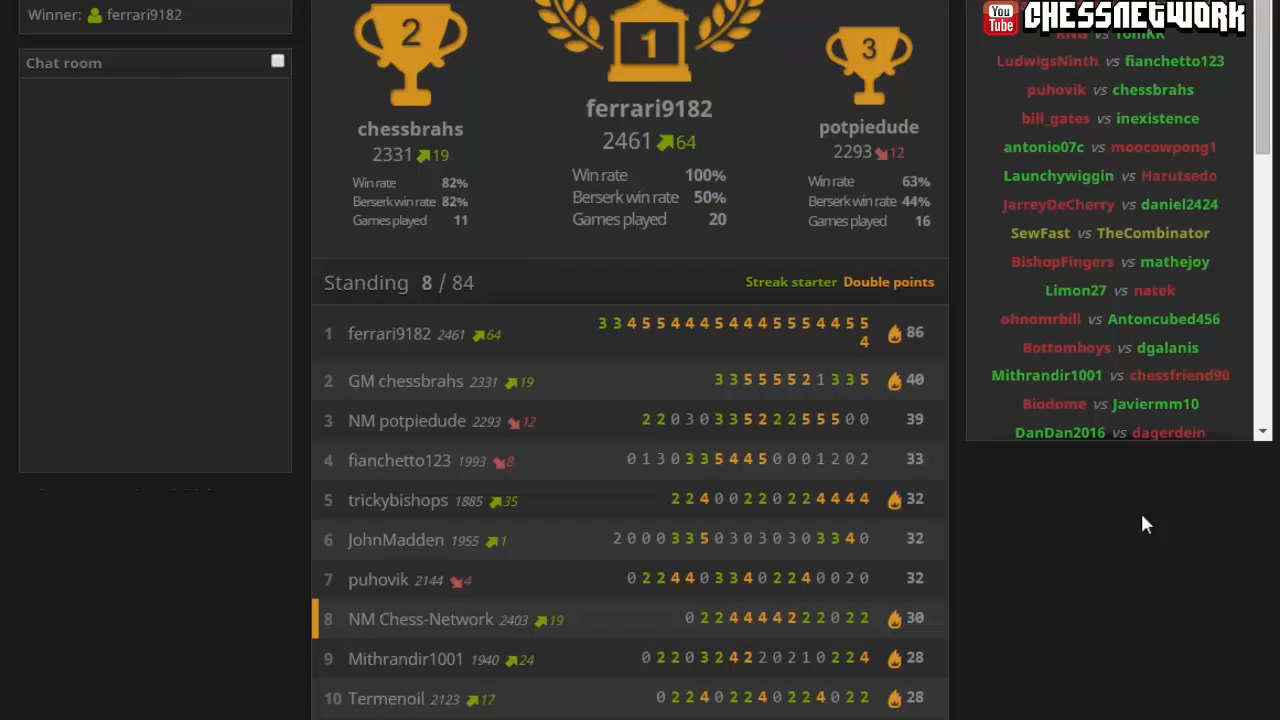 Winner: ferrari9182
Chat room
2
1
3
chessbrahs
2331 19
Win rate 82%
Berserk win rate 82%
Games played 11
ferrari9182
2461 64
Win rate 100%
Berserk win rate 50%
Games played 20
potpiedude
2293 12
Win rate 63%
Berserk win rate 44%
Games played 16
Standing 8 / 84 Streak starter Double points
1 ferrari9182 2461 64 3 3 4 5 5 4 4 4 5 4 4 4 5 5 5 4 4 5 5 86
4
2 GM chessbrahs 2331 19 3 3 5 5 5 5 2 1 3 3 5 40
3 NM potpiedude 2293 12 2 2 0 3 0 3 3 5 2 2 2 5 5 5 0 0 39
4 fianchetto123 1993 8 0 1 3 0 3 3 5 4 4 5 0 0 0 1 2 0 2 33
5 trickybishops 1885 35 2 2 4 0 0 2 2 0 2 2 4 4 4 4 32
6 JohnMadden 1955 1 2 0 0 0 3 3 5 0 3 0 3 0 3 0 3 3 4 0 32
7 puhovik 2144 4 0 2 2 4 4 0 3 3 4 0 2 2 4 0 0 2 0 32
8 NM Chess-Network 2403 19 0 2 2 4 4 4 4 2 2 2 0 2 2 30
9 Mithrandir1001 1940 24 0 2 2 0 3 2 4 2 2 0 2 1 0 2 2 4 28
10 Termenoil 2123 17 0 2 2 4 0 2 2 4 0 2 2 4 0 2 2 28
You Tube CHESSNETWORK
KNG vs TomKK
LudwigsNinth vs fianchetto123
puhovik vs chessbrahs
bill_gates vs inexistence
antonio07c vs moocowpong1
Launchywiggin vs Harutsedo
JarreyDeCherry vs daniel2424
SewFast vs TheCombinator
BishopFingers vs mathejoy
Limon27 vs natek
ohnomrbill vs Antoncubed456
Bottomboys vs dgalanis
Mithrandir1001 vs chessfriend90
Biodome vs Javiermm10
DanDan2016 vs dagerdein